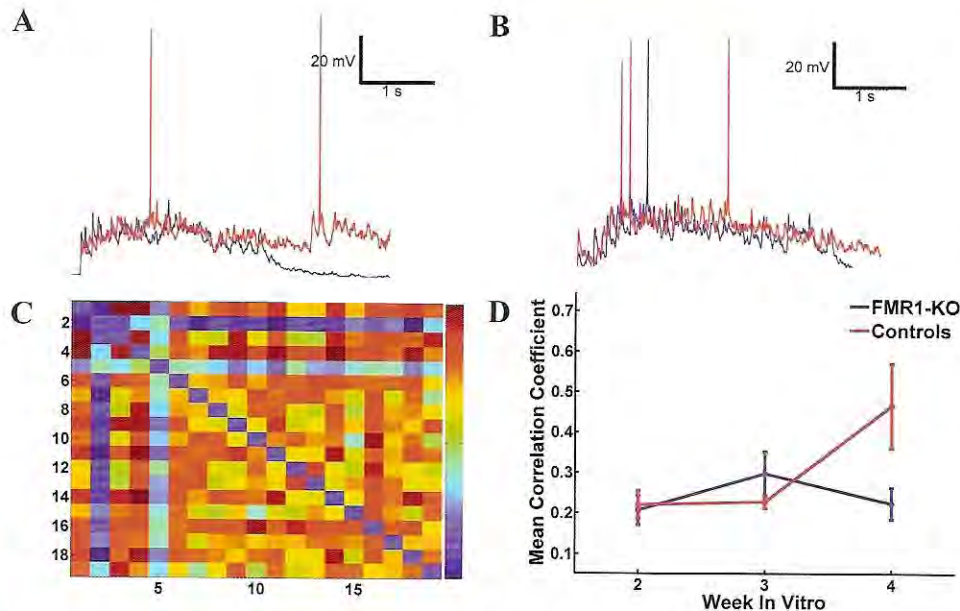 A
20 mV
1 s
B
20 mV
1 s
C
2
4
6
8
10
12
14
16
18
5
10
15
D
FMR1-KO
Controls
Mean Correlation Coefficient
0.7
0.6
0.5
0.4
0.3
0.2
0.1
2
3
4
Week In Vitro